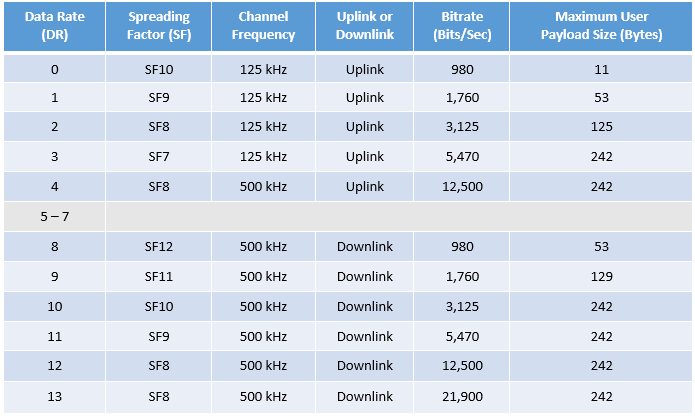 Data Rate (DR) Spreading Factor (SF) Channel Frequency Uplink or Downlink Bitrate (Bits/Sec) Maximum User Payload Size (Bytes)
0 SF10 125 kHz Uplink 980 11
1 SF9 125 kHz Uplink 1,760 53
2 SF8 125 kHz Uplink 3,125 125
3 SF7 125 kHz Uplink 5,470 242
4 SF8 500 kHz Uplink 12,500 242
5 – 7
8 SF12 500 kHz Downlink 980 53
9 SF11 500 kHz Downlink 1,760 129
10 SF10 500 kHz Downlink 3,125 242
11 SF9 500 kHz Downlink 5,470 242
12 SF8 500 kHz Downlink 12,500 242
13 SF8 500 kHz Downlink 21,900 242